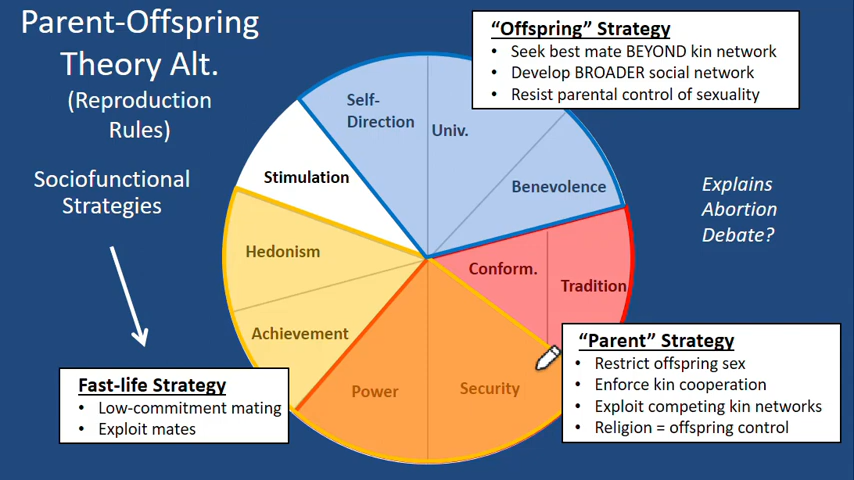 Parent-Offspring
Theory Alt.
(Reproduction
Rules)
Sociofunctional
Strategies
"Offspring" Strategy
• Seek best mate BEYOND kin network
• Develop BROADER social network
• Resist parental control of sexuality
Self-
Direction
Univ.
Benevolence
Stimulation
Hedonism
Achievement
Power
Security
Conform.
Tradition
Explains
Abortion
Debate?
Fast-life Strategy
• Low-commitment mating
• Exploit mates
"Parent" Strategy
• Restrict offspring sex
• Enforce kin cooperation
• Exploit competing kin networks
• Religion = offspring control